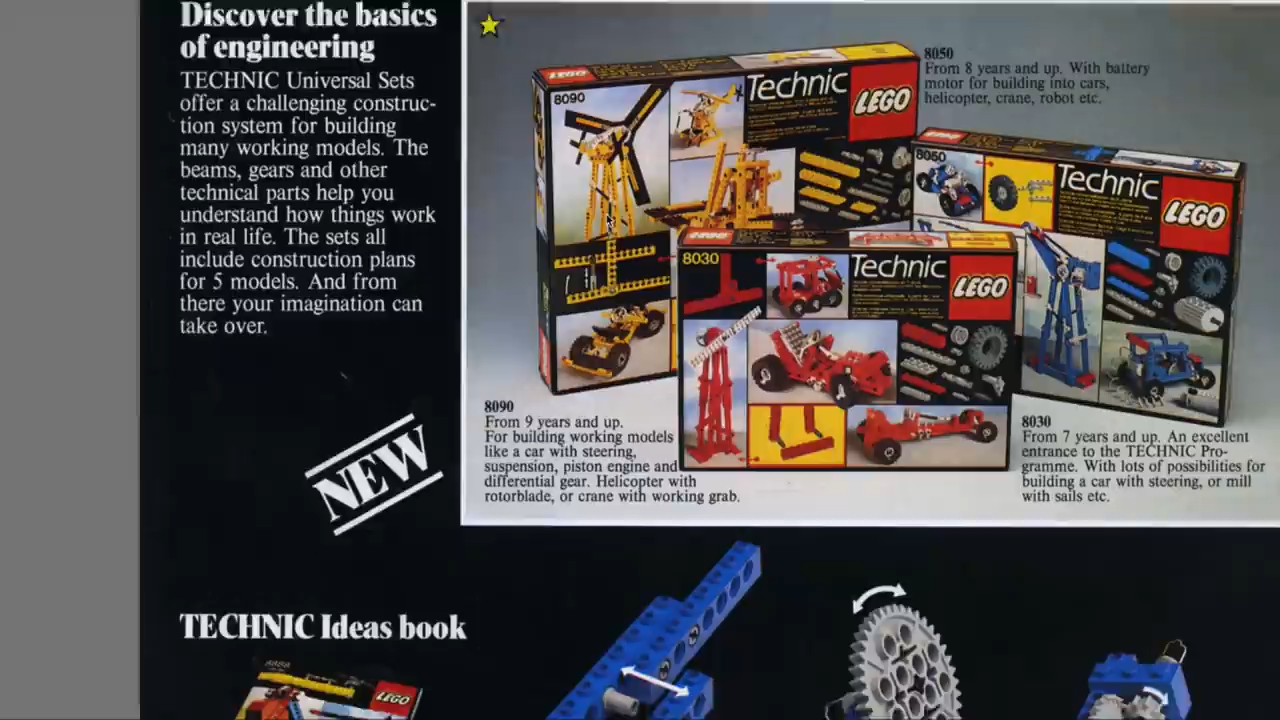 Discover the basics
of engineering
TECHNIC Universal Sets
offer a challenging construc-
tion system for building
many working models. The
beams, gears and other
technical parts help you
understand how things work
in real life. The sets all
include construction plans
for 5 models. And from
there your imagination can
take over.
NEW
8050
From 8 years and up. With battery
motor for building into cars,
helicopter, crane, robot etc.
LEGO
8090
Technic
LEGO
LEGO
8050
Technic
LEGO
LEGO
8030
Technic
LEGO
8090
From 9 years and up.
For building working models
like a car with steering,
suspension, piston engine and
differential gear. Helicopter with
rotorblade, or crane with working grab.
8030
From 7 years and up. An excellent
entrance to the TECHNIC Pro-
gramme. With lots of possibilities for
building a car with steering, or mill
with sails etc.
TECHNIC Ideas book
8888
LEGO